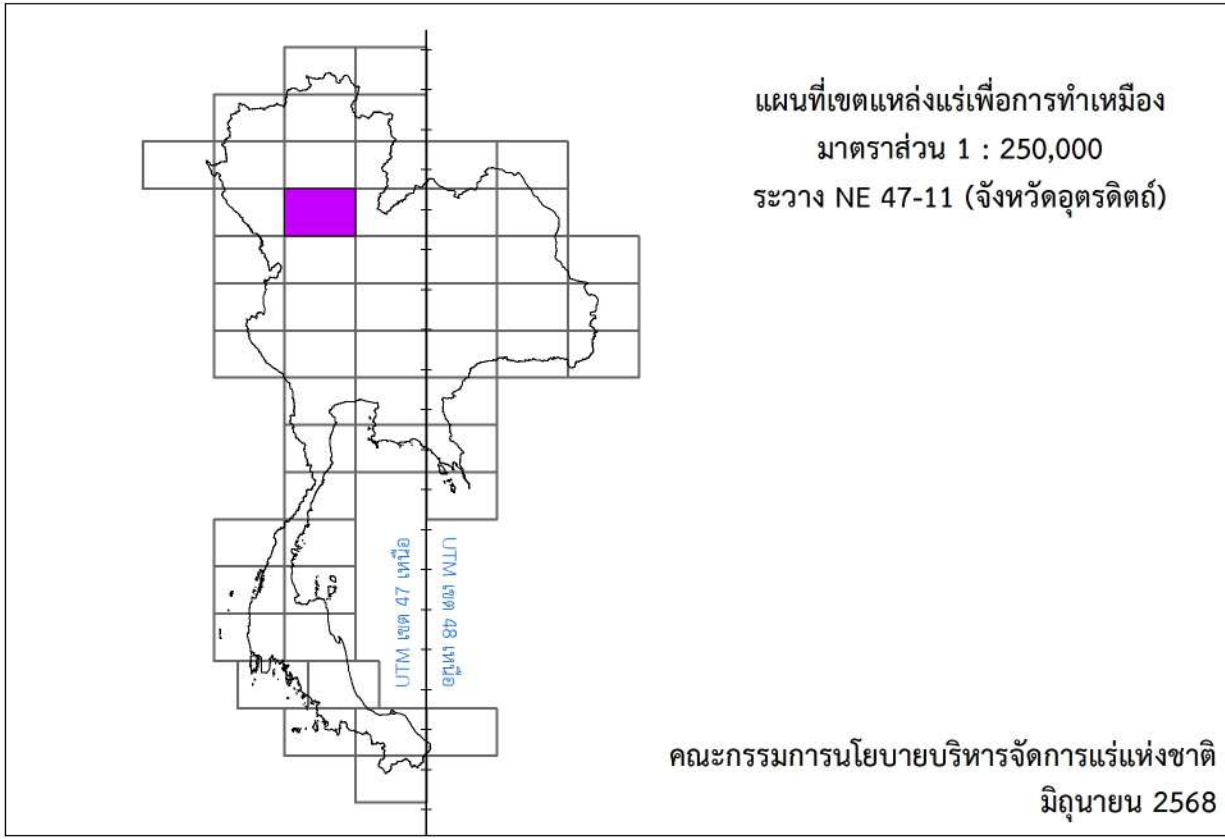 แผนที่เขตแหล่งแร่เพื่อการทำเหมือง
มาตราส่วน 1 : 250,000
ระวาง NE 47-11 (จังหวัดอุตรดิตถ์)
UTM เขต 47 เหนือ
UTM เขต 48 เหนือ
คณะกรรมการนโยบายบริหารจัดการแร่แห่งชาติ
มิถุนายน 2568